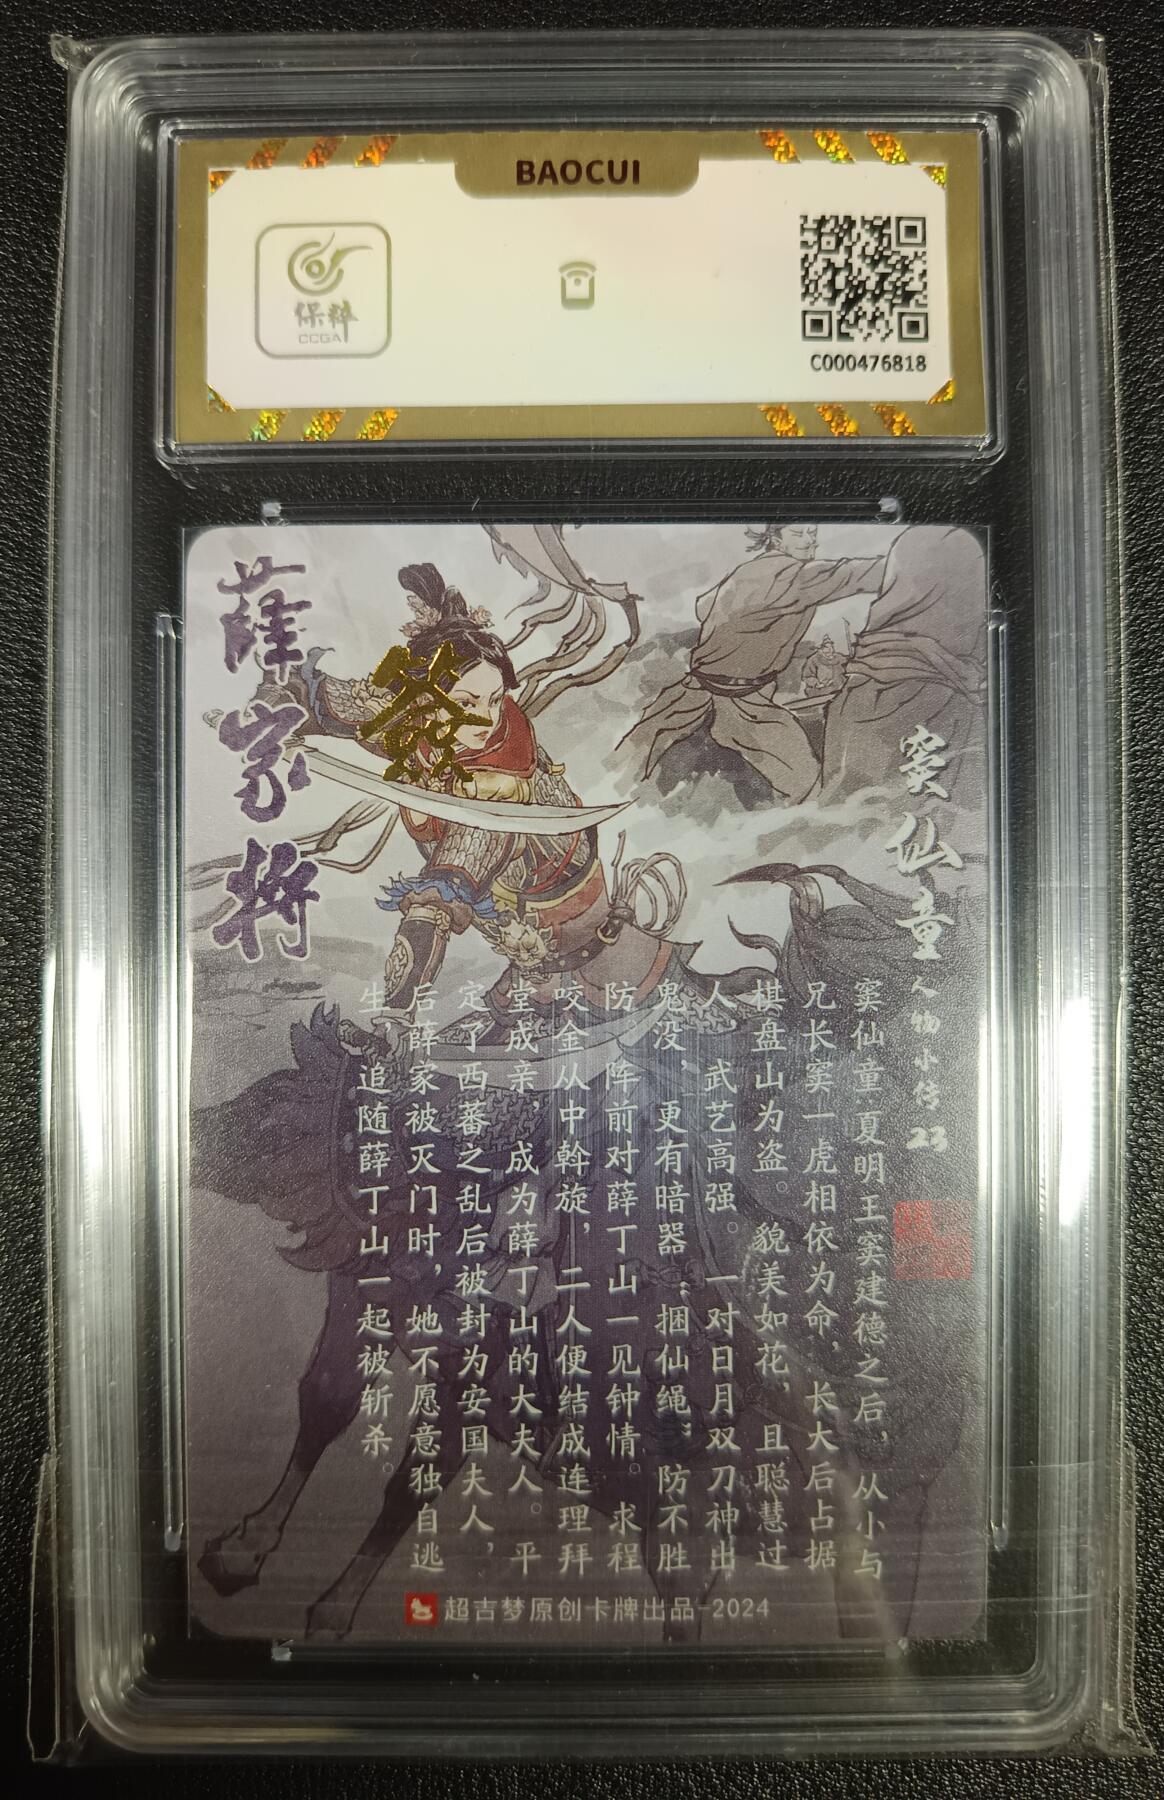 BAOCUI
保粹
CCGA
C000476818
薛家将
签
窦仙童
人物小传23
窦仙童夏明王窦建德之后，从小与
兄长窦一虎相依为命，长大后占据
棋盘山为盗。貌美如花，且聪慧过
人，武艺高强。一对日月双刀神出
鬼没，更有暗器“捆仙绳”防不胜
防。阵前对薛丁山一见钟情。求程
咬金从中斡旋，二人便结成连理拜
堂成亲，成为薛丁山的大夫人。平
定了西蕃之乱后被封为安国夫人，
后薛家被灭门时，她不愿意独自逃
生，追随薛丁山一起被斩杀。
超吉梦原创卡牌出品-2024